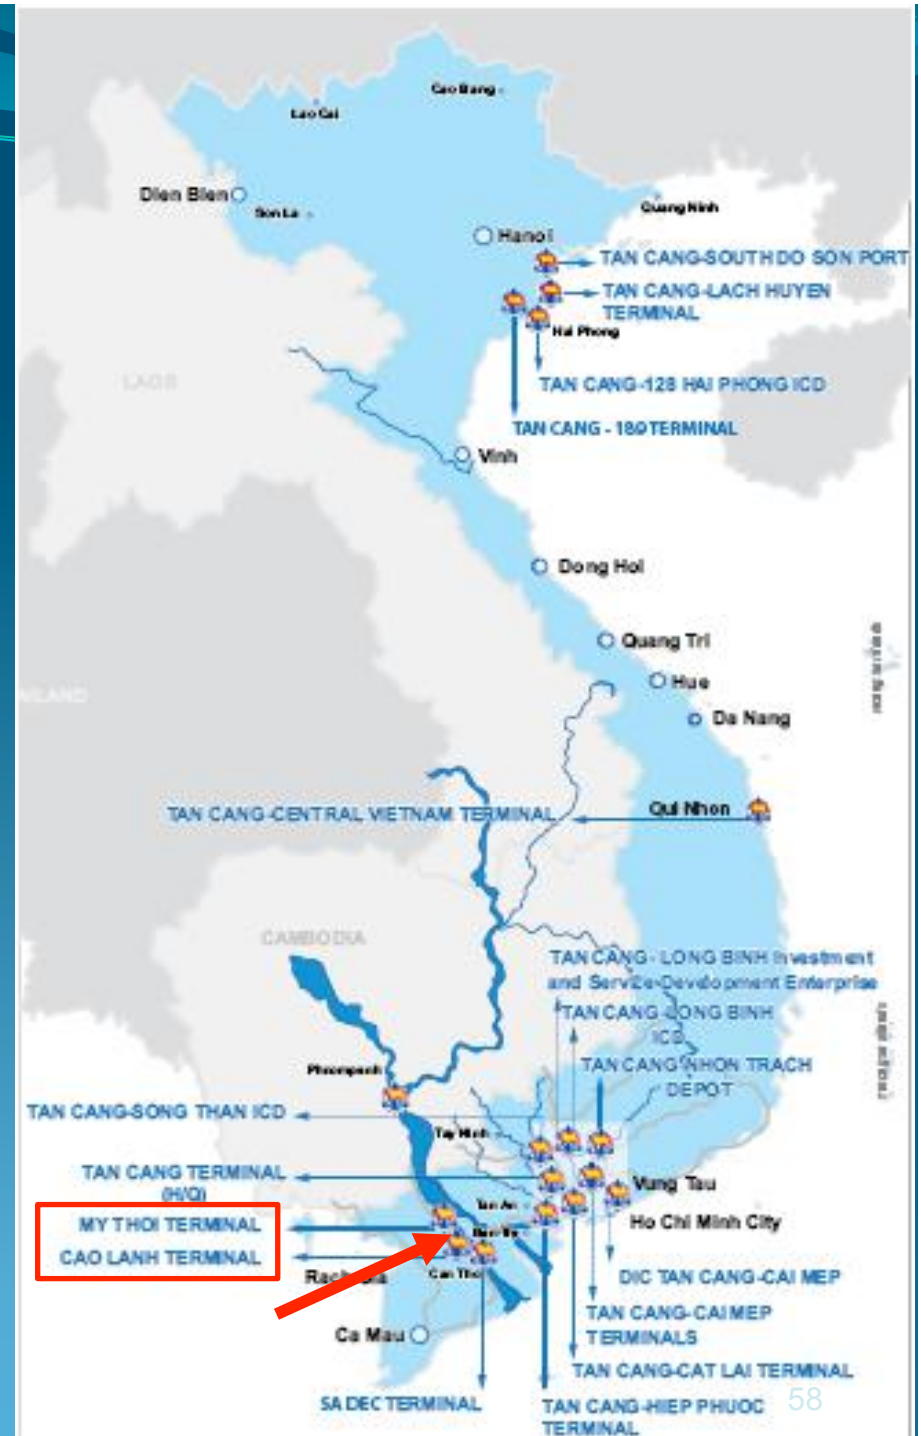 Cao Bang
Lao Cai
Dien Bien
Son La
Quang Ninh
Hanoi
TAN CANG-SOUTH DO SON PORT
TAN CANG-LACH HUYEN
TERMINAL
Hai Phong
LAOS
TAN CANG-128 HAI PHONG ICD
TAN CANG - 189 TERMINAL
Vinh
Dong Hoi
Quang Tri
Hue
Da Nang
TAN CANG-CENTRAL VIETNAM TERMINAL
Qui Nhon
CAMBODIA
TAN CANG - LONG BINH Investment
and Service-Development Enterprise
TAN CANG-LONG BINH
ICD
TAN CANG-NHON TRACH
DEPOT
Phnompenh
TAN CANG-SONG THAN ICD
Tay Ninh
TAN CANG TERMINAL
(H/Q)
Vung Tau
Tan An
MY THOI TERMINAL
Ho Chi Minh City
Ben Tre
CAO LANH TERMINAL
Can Tho
DIC TAN CANG-CAI MEP
TAN CANG-CAI MEP
TERMINALS
Ca Mau
TAN CANG-CAT LAI TERMINAL
SA DEC TERMINAL
TAN CANG-HIEP PHUOC
TERMINAL
58